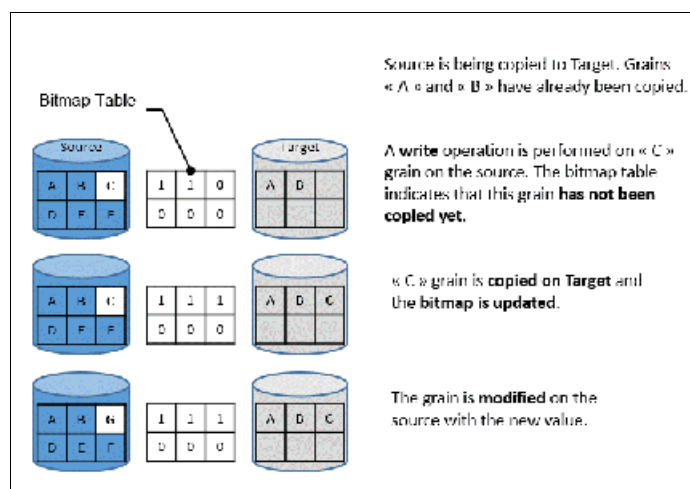 Source is being copied to Target. Grains
« A » and « B » have already been copied.
Bitmap Table
Source
Target
A B C
1 1 0
A B
D E F
0 0 0
A write operation is performed on « C »
grain on the source. The bitmap table
indicates that this grain has not been
copied yet.
A B C
1 1 1
A B C
D E F
0 0 0
« C » grain is copied on Target and
the bitmap is updated.
A B G
1 1 1
A B C
D E F
0 0 0
The grain is modified on the
source with the new value.